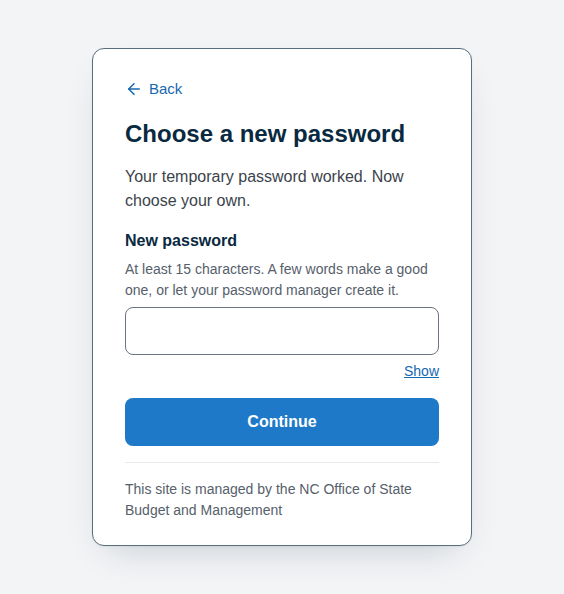 Back
Choose a new password
Your temporary password worked. Now
choose your own.
New password
At least 15 characters. A few words make a good
one, or let your password manager create it.
Show
Continue
This site is managed by the NC Office of State
Budget and Management